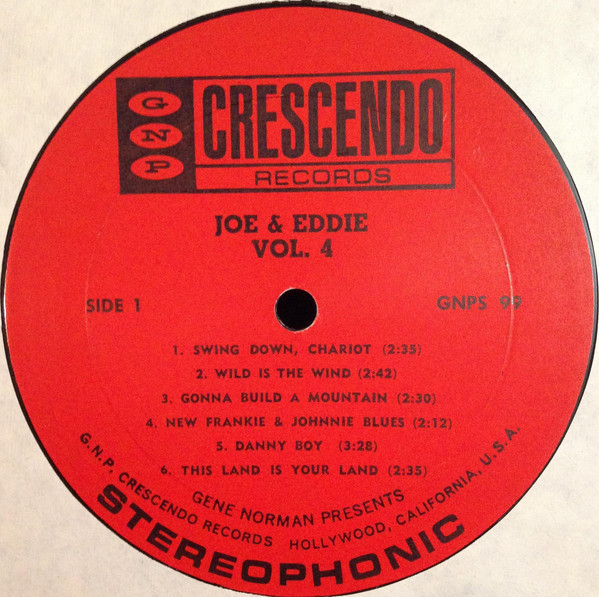 GNP
CRESCENDO
RECORDS
JOE & EDDIE
VOL. 4
SIDE 1
GNPS 99
1. SWING DOWN, CHARIOT (2:35)
2. WILD IS THE WIND (2:42)
3. GONNA BUILD A MOUNTAIN (2:30)
4. NEW FRANKIE & JOHNNIE BLUES (2:12)
5. DANNY BOY (3:28)
6. THIS LAND IS YOUR LAND (2:35)
GENE NORMAN PRESENTS
G.N.P. CRESCENDO RECORDS HOLLYWOOD, CALIFORNIA, U.S.A.
STEREOPHONIC